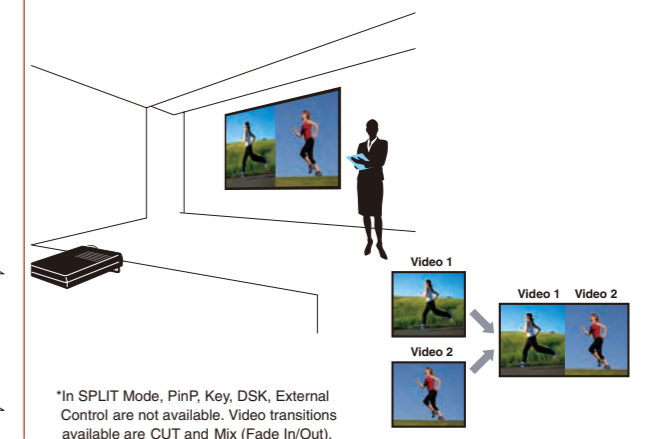 Video 1
Video 1 Video 2
Video 2
*In SPLIT Mode, PinP, Key, DSK, External
Control are not available. Video transitions
available are CUT and Mix (Fade In/Out).